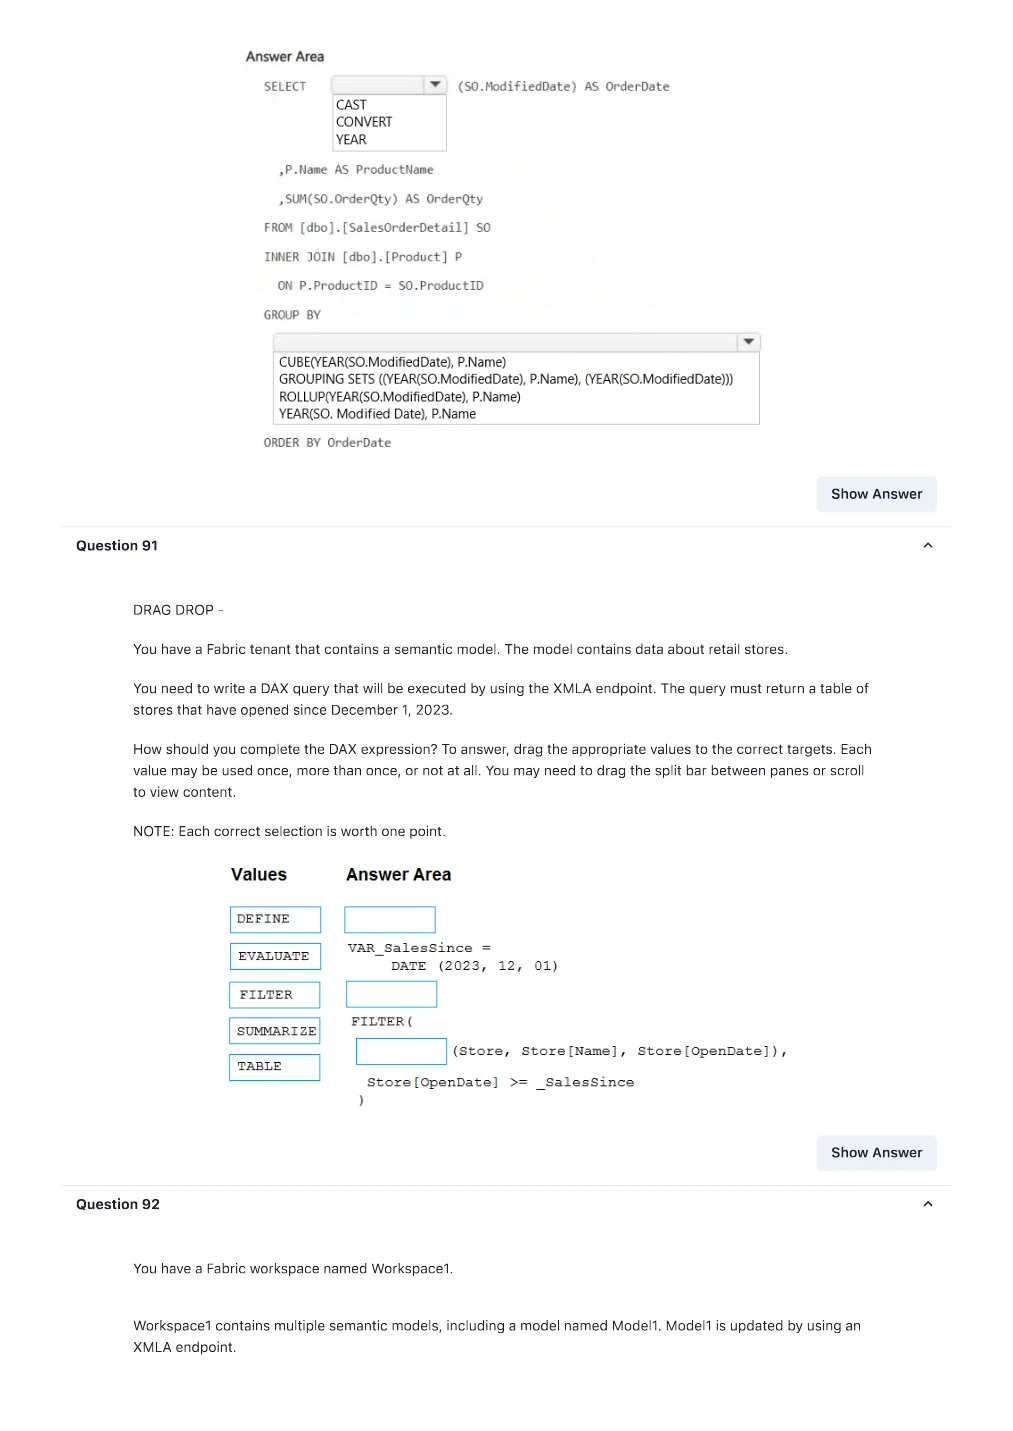 Answer Area
SELECT (SO.ModifiedDate) AS OrderDate
CAST
CONVERT
YEAR
,P.Name AS ProductName
,SUM(SO.OrderQty) AS OrderQty
FROM [dbo].[SalesOrderDetail] SO
INNER JOIN [dbo].[Product] P
ON P.ProductID = SO.ProductID
GROUP BY
CUBE(YEAR(SO.ModifiedDate), P.Name)
GROUPING SETS ((YEAR(SO.ModifiedDate), P.Name), (YEAR(SO.ModifiedDate)))
ROLLUP(YEAR(SO.ModifiedDate), P.Name)
YEAR(SO. Modified Date), P.Name
ORDER BY OrderDate
Show Answer
Question 91
DRAG DROP -
You have a Fabric tenant that contains a semantic model. The model contains data about retail stores.
You need to write a DAX query that will be executed by using the XMLA endpoint. The query must return a table of
stores that have opened since December 1, 2023.
How should you complete the DAX expression? To answer, drag the appropriate values to the correct targets. Each
value may be used once, more than once, or not at all. You may need to drag the split bar between panes or scroll
to view content.
NOTE: Each correct selection is worth one point.
Values
DEFINE
EVALUATE
FILTER
SUMMARIZE
TABLE
Answer Area
VAR_SalesSince =
DATE (2023, 12, 01)
FILTER(
(Store, Store[Name], Store[OpenDate]),
Store[OpenDate] >= _SalesSince
)
Show Answer
Question 92
You have a Fabric workspace named Workspace1.
Workspace1 contains multiple semantic models, including a model named Model1. Model1 is updated by using an
XMLA endpoint.